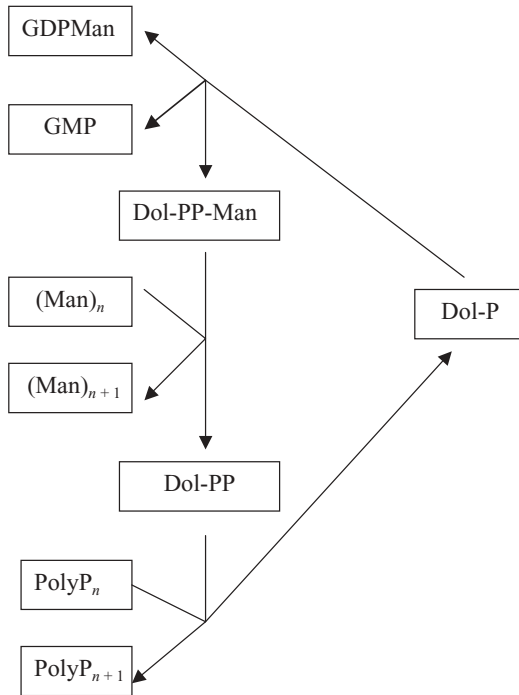 GDPMan
GMP
Dol-PP-Man
(Man)n
Dol-P
(Man)n + 1
Dol-PP
PolyPn
PolyPn + 1